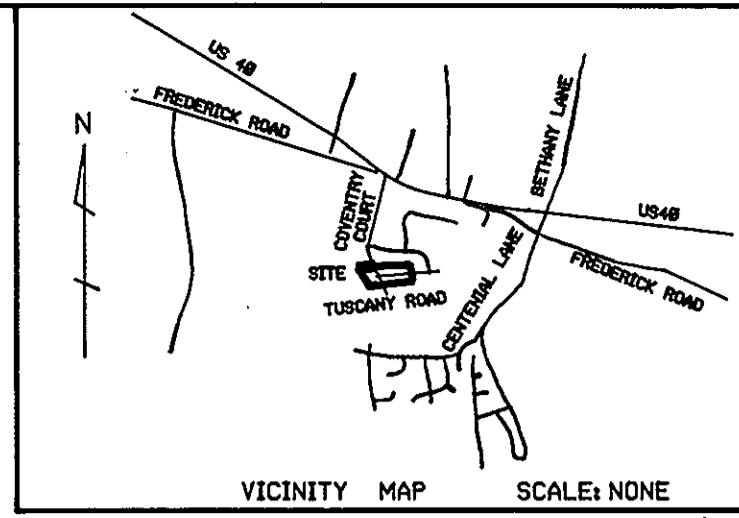 US 40
FREDERICK ROAD
N
BETHANY LANE
COVENTRY
COURT
US40
SITE
CENTENIAL LANE
FREDERICK ROAD
TUSCANY ROAD
VICINITY MAP SCALE: NONE